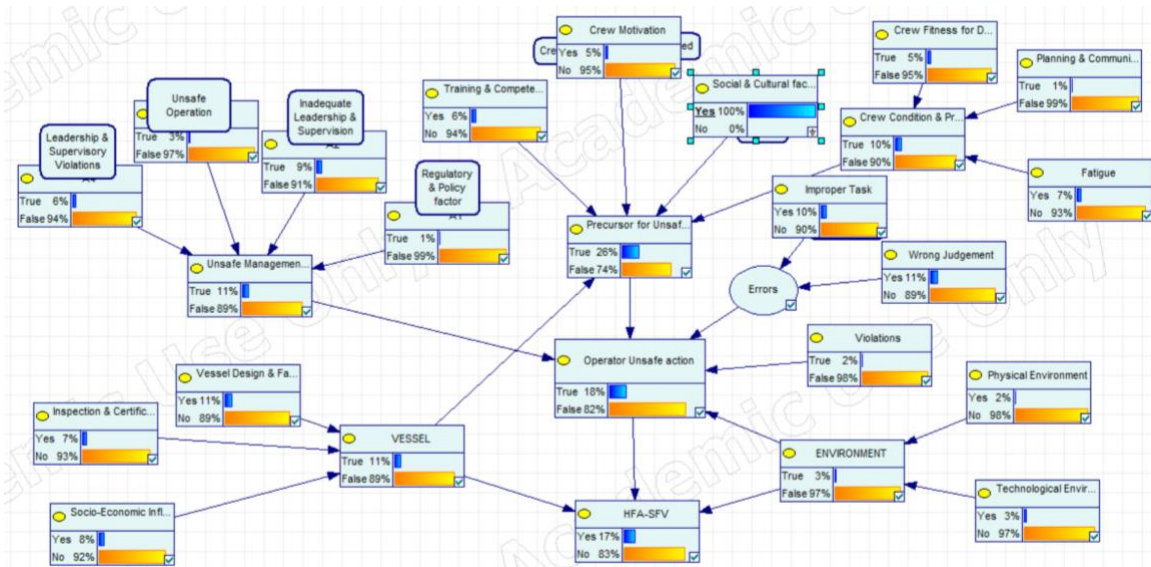 Crew Motivation
Yes 5%
No 95%
Cre
ed
Crew Fitness for D...
True 5%
False 95%
Planning & Communi...
True 1%
False 99%
Unsafe
Operation
True 3%
False 97%
Inadequate
Leadership &
Supervision
A2
True 9%
False 91%
Training & Compete...
Yes 6%
No 94%
Social & Cultural fac...
Yes 100%
No 0%
Crew Condition & Pr...
True 10%
False 90%
Leadership &
Supervisory
Violations
True 6%
False 94%
Regulatory
& Policy
factor
A1
True 1%
False 99%
Fatigue
Yes 7%
No 93%
Improper Task
Yes 10%
No 90%
Precursor for Unsaf...
True 26%
False 74%
Unsafe Managemen...
True 11%
False 89%
Wrong Judgement
Yes 11%
No 89%
Errors
Operator Unsafe action
True 18%
False 82%
Violations
True 2%
False 98%
Vessel Design & Fa...
Yes 11%
No 89%
Physical Environment
Yes 2%
No 98%
Inspection & Certific...
Yes 7%
No 93%
VESSEL
True 11%
False 89%
ENVIRONMENT
True 3%
False 97%
Technological Envir...
Yes 3%
No 97%
Socio-Economic Infl...
Yes 8%
No 92%
HFA-SFV
Yes 17%
No 83%
Academic Use Only